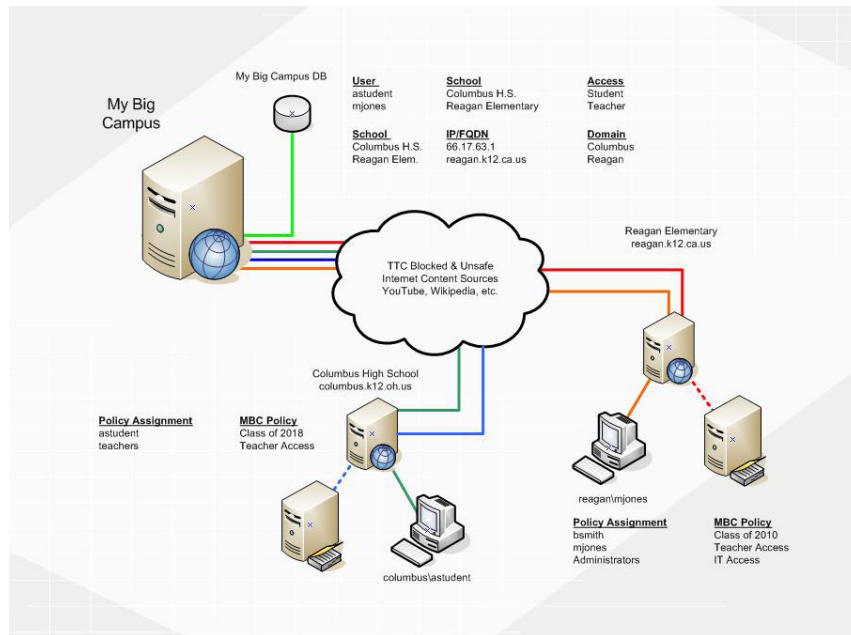 My Big Campus DB
My Big
Campus
User School Access
astudent Columbus H.S. Student
mjones Reagan Elementary Teacher
School IP/FQDN Domain
Columbus H.S. 66.17.63.1 Columbus
Reagan Elem. reagan.k12.ca.us Reagan
Reagan Elementary
reagan.k12.ca.us
TTC Blocked & Unsafe
Internet Content Sources
YouTube, Wikipedia, etc.
Columbus High School
columbus.k12.oh.us
Policy Assignment MBC Policy
astudent Class of 2018
teachers Teacher Access
columbus\astudent
reagan\mjones
Policy Assignment MBC Policy
bsmith Class of 2010
mjones Teacher Access
Administrators IT Access